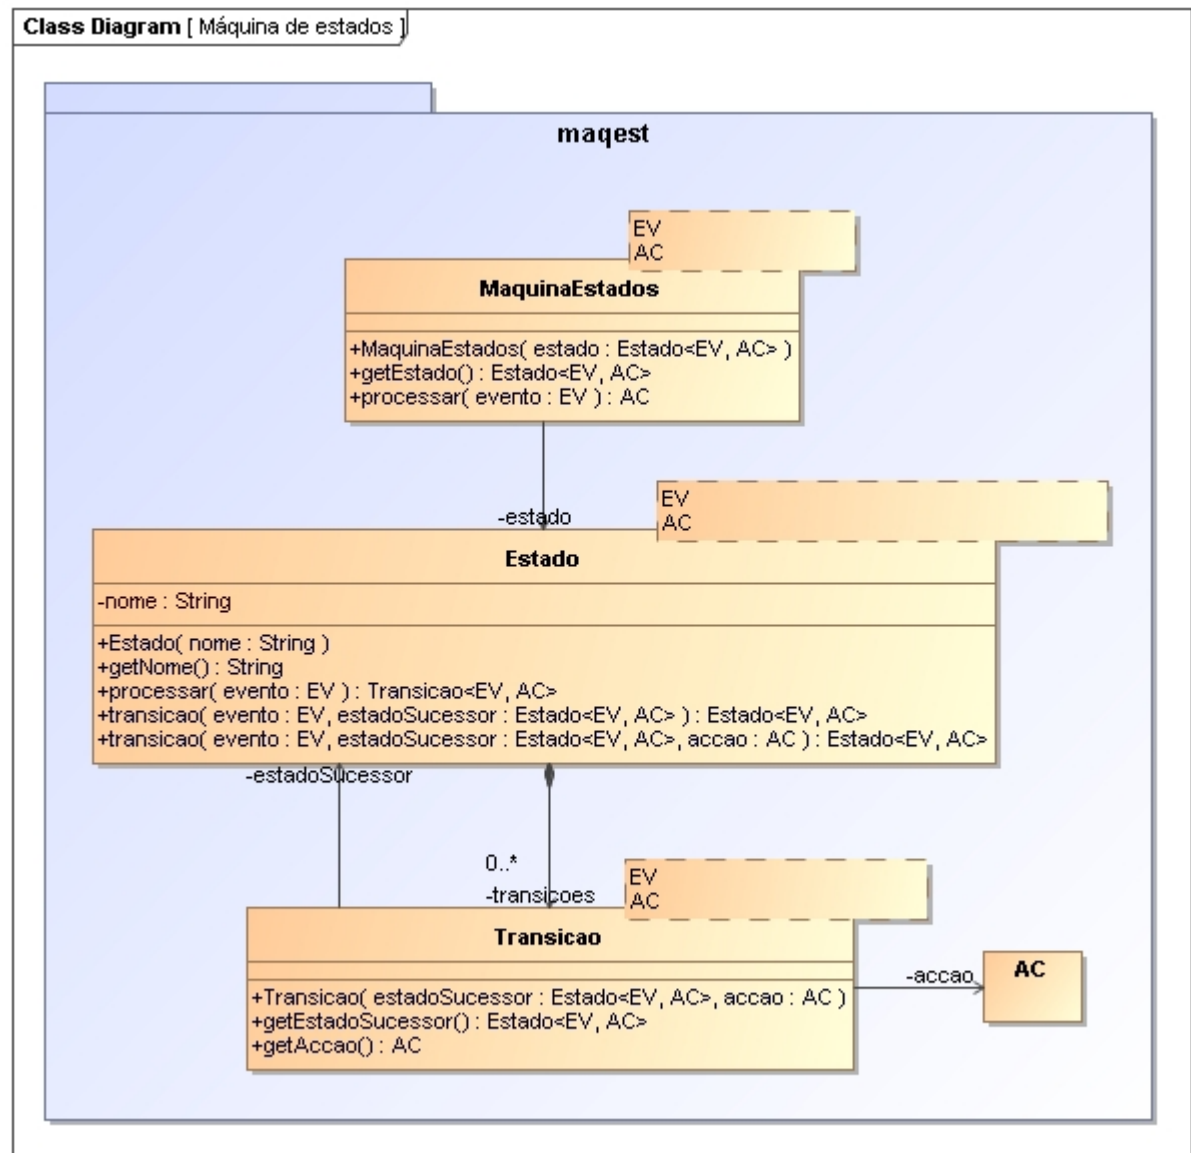 Class Diagram [ Máquina de estados ]
maqest
EV
AC
MaquinaEstados
+MaquinaEstados( estado : Estado<EV, AC> )
+getEstado() : Estado<EV, AC>
+processar( evento : EV ) : AC
-estado
EV
AC
Estado
-nome : String
+Estado( nome : String )
+getNome() : String
+processar( evento : EV ) : Transicao<EV, AC>
+transicao( evento : EV, estadoSucessor : Estado<EV, AC> ) : Estado<EV, AC>
+transicao( evento : EV, estadoSucessor : Estado<EV, AC>, accao : AC ) : Estado<EV, AC>
-estadoSucessor
0..*
-transicoes
EV
AC
Transicao
+Transicao( estadoSucessor : Estado<EV, AC>, accao : AC )
+getEstadoSucessor() : Estado<EV, AC>
+getAccao() : AC
-accao
AC